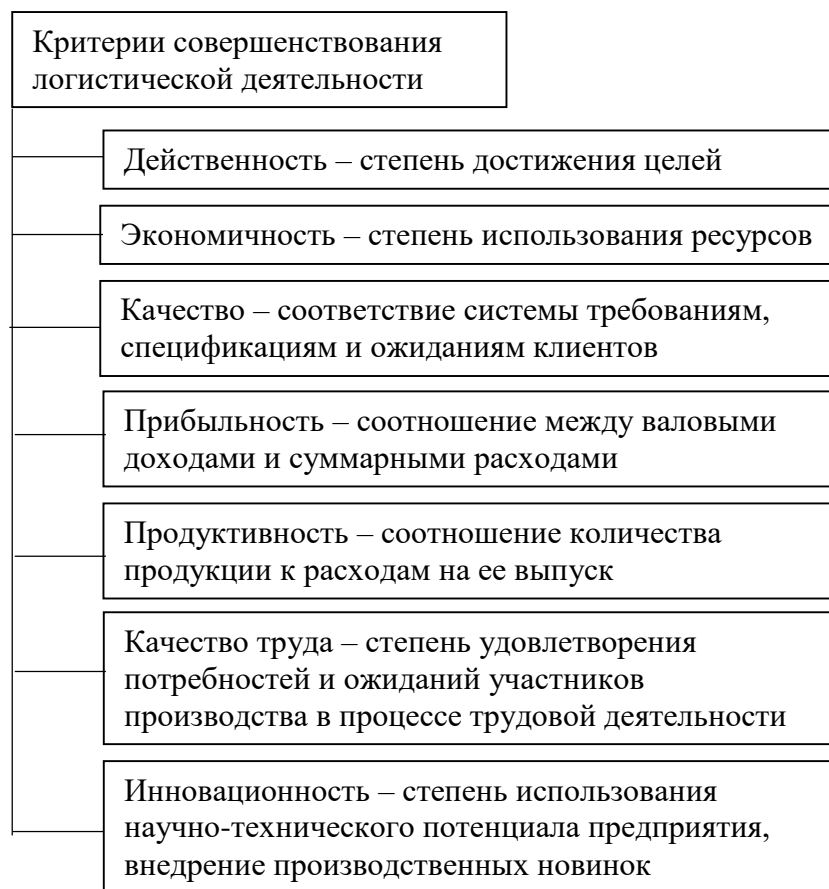 Критерии совершенствования
логистической деятельности
Действенность – степень достижения целей
Экономичность – степень использования ресурсов
Качество – соответствие системы требованиям,
спецификациям и ожиданиям клиентов
Прибыльность – соотношение между валовыми
доходами и суммарными расходами
Продуктивность – соотношение количества
продукции к расходам на ее выпуск
Качество труда – степень удовлетворения
потребностей и ожиданий участников
производства в процессе трудовой деятельности
Инновационность – степень использования
научно-технического потенциала предприятия,
внедрение производственных новинок